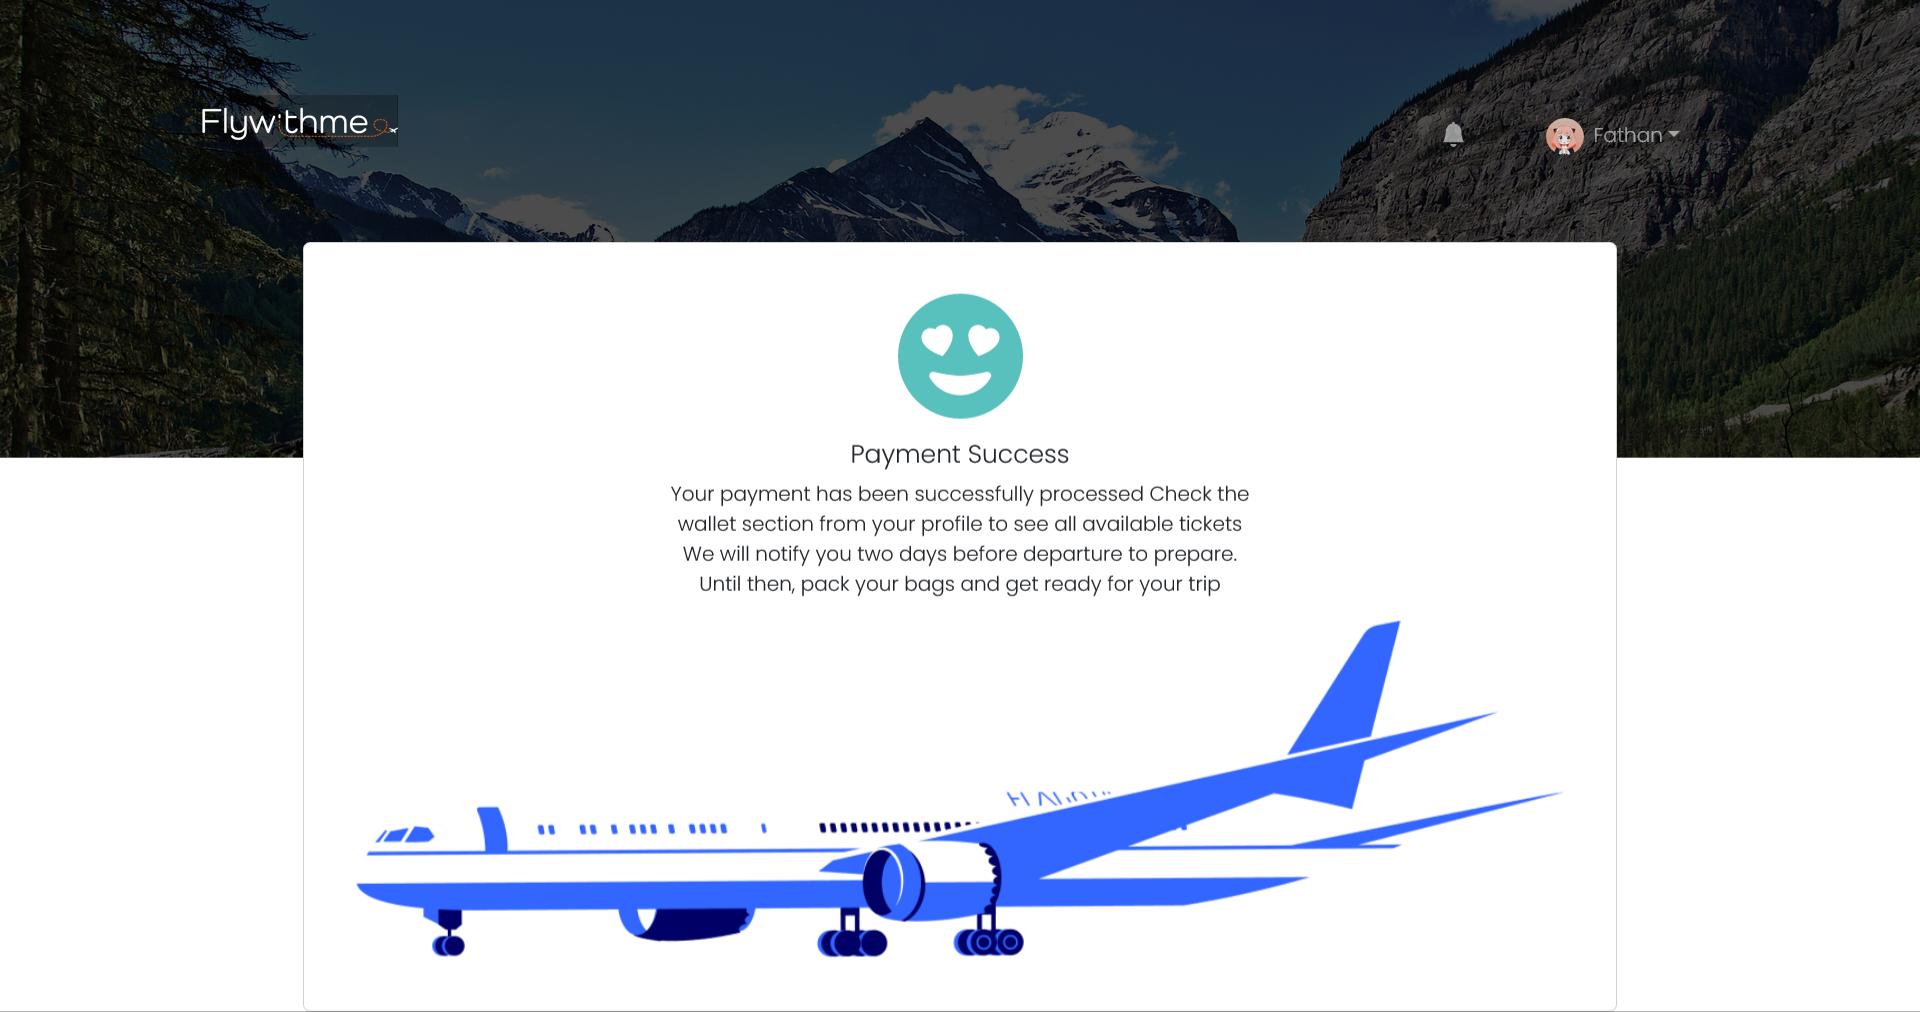 Flywithme
Fathan
Payment Success
Your payment has been successfully processed Check the
wallet section from your profile to see all available tickets
We will notify you two days before departure to prepare.
Until then, pack your bags and get ready for your trip